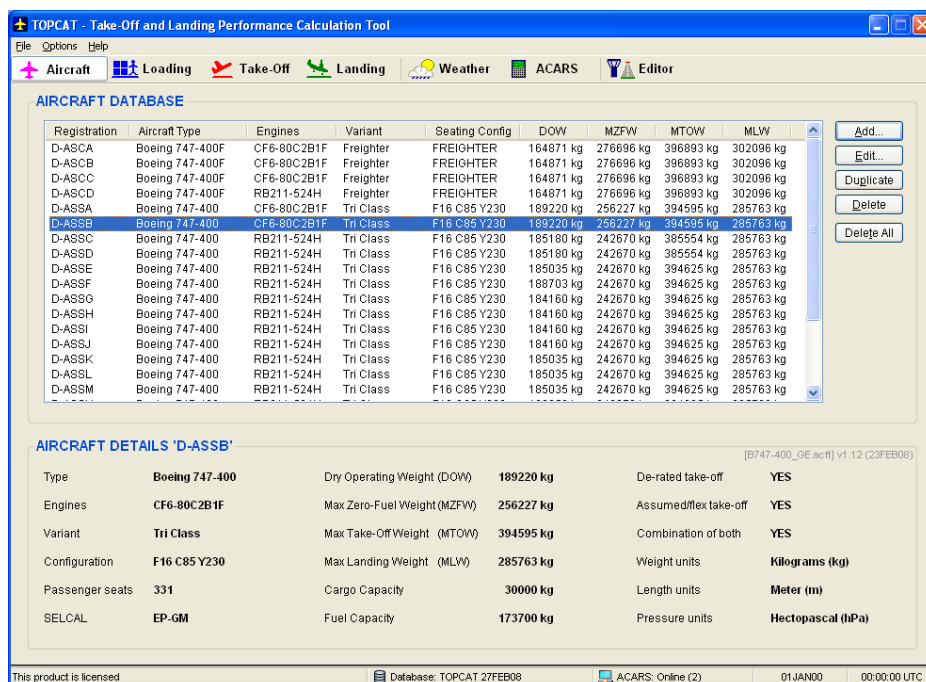 TOPCAT - Take-Off and Landing Performance Calculation Tool
File Options Help
Aircraft Loading Take-Off Landing Weather ACARS Editor
AIRCRAFT DATABASE
Registration Aircraft Type Engines Variant Seating Config DOW MZFW MTOW MLW
D-ASCA Boeing 747-400F CF6-80C2B1F Freighter FREIGHTER 164871 kg 276696 kg 396893 kg 302096 kg
D-ASCB Boeing 747-400F CF6-80C2B1F Freighter FREIGHTER 164871 kg 276696 kg 396893 kg 302096 kg
D-ASCC Boeing 747-400F CF6-80C2B1F Freighter FREIGHTER 164871 kg 276696 kg 396893 kg 302096 kg
D-ASCD Boeing 747-400F RB211-524H Freighter FREIGHTER 164871 kg 276696 kg 396893 kg 302096 kg
D-ASSA Boeing 747-400 CF6-80C2B1F Tri Class F16 C85 Y230 189220 kg 256227 kg 394595 kg 285763 kg
D-ASSB Boeing 747-400 CF6-80C2B1F Tri Class F16 C85 Y230 189220 kg 256227 kg 394595 kg 285763 kg
D-ASSC Boeing 747-400 RB211-524H Tri Class F16 C85 Y230 185180 kg 242670 kg 385554 kg 285763 kg
D-ASSD Boeing 747-400 RB211-524H Tri Class F16 C85 Y230 185180 kg 242670 kg 385554 kg 285763 kg
D-ASSE Boeing 747-400 RB211-524H Tri Class F16 C85 Y230 185035 kg 242670 kg 394625 kg 285763 kg
D-ASSF Boeing 747-400 RB211-524H Tri Class F16 C85 Y230 188703 kg 242670 kg 394625 kg 285763 kg
D-ASSG Boeing 747-400 RB211-524H Tri Class F16 C85 Y230 184160 kg 242670 kg 394625 kg 285763 kg
D-ASSH Boeing 747-400 RB211-524H Tri Class F16 C85 Y230 184160 kg 242670 kg 394625 kg 285763 kg
D-ASSI Boeing 747-400 RB211-524H Tri Class F16 C85 Y230 184160 kg 242670 kg 394625 kg 285763 kg
D-ASSJ Boeing 747-400 RB211-524H Tri Class F16 C85 Y230 184160 kg 242670 kg 394625 kg 285763 kg
D-ASSK Boeing 747-400 RB211-524H Tri Class F16 C85 Y230 185035 kg 242670 kg 394625 kg 285763 kg
D-ASSL Boeing 747-400 RB211-524H Tri Class F16 C85 Y230 185035 kg 242670 kg 394625 kg 285763 kg
D-ASSM Boeing 747-400 RB211-524H Tri Class F16 C85 Y230 185035 kg 242670 kg 394625 kg 285763 kg
Add...
Edit...
Duplicate
Delete
Delete All
AIRCRAFT DETAILS 'D-ASSB'
[B747-400_GE.acft] v1.12 (23FEB08)
Type Boeing 747-400 Dry Operating Weight (DOW) 189220 kg De-rated take-off YES
Engines CF6-80C2B1F Max Zero-Fuel Weight (MZFW) 256227 kg Assumed/flex take-off YES
Variant Tri Class Max Take-Off Weight (MTOW) 394595 kg Combination of both YES
Configuration F16 C85 Y230 Max Landing Weight (MLW) 285763 kg Weight units Kilograms (kg)
Passenger seats 331 Cargo Capacity 30000 kg Length units Meter (m)
SELCAL EP-GM Fuel Capacity 173700 kg Pressure units Hectopascal (hPa)
This product is licensed Database: TOPCAT 27FEB08 ACARS: Online (2) 01JAN00 00:00:00 UTC